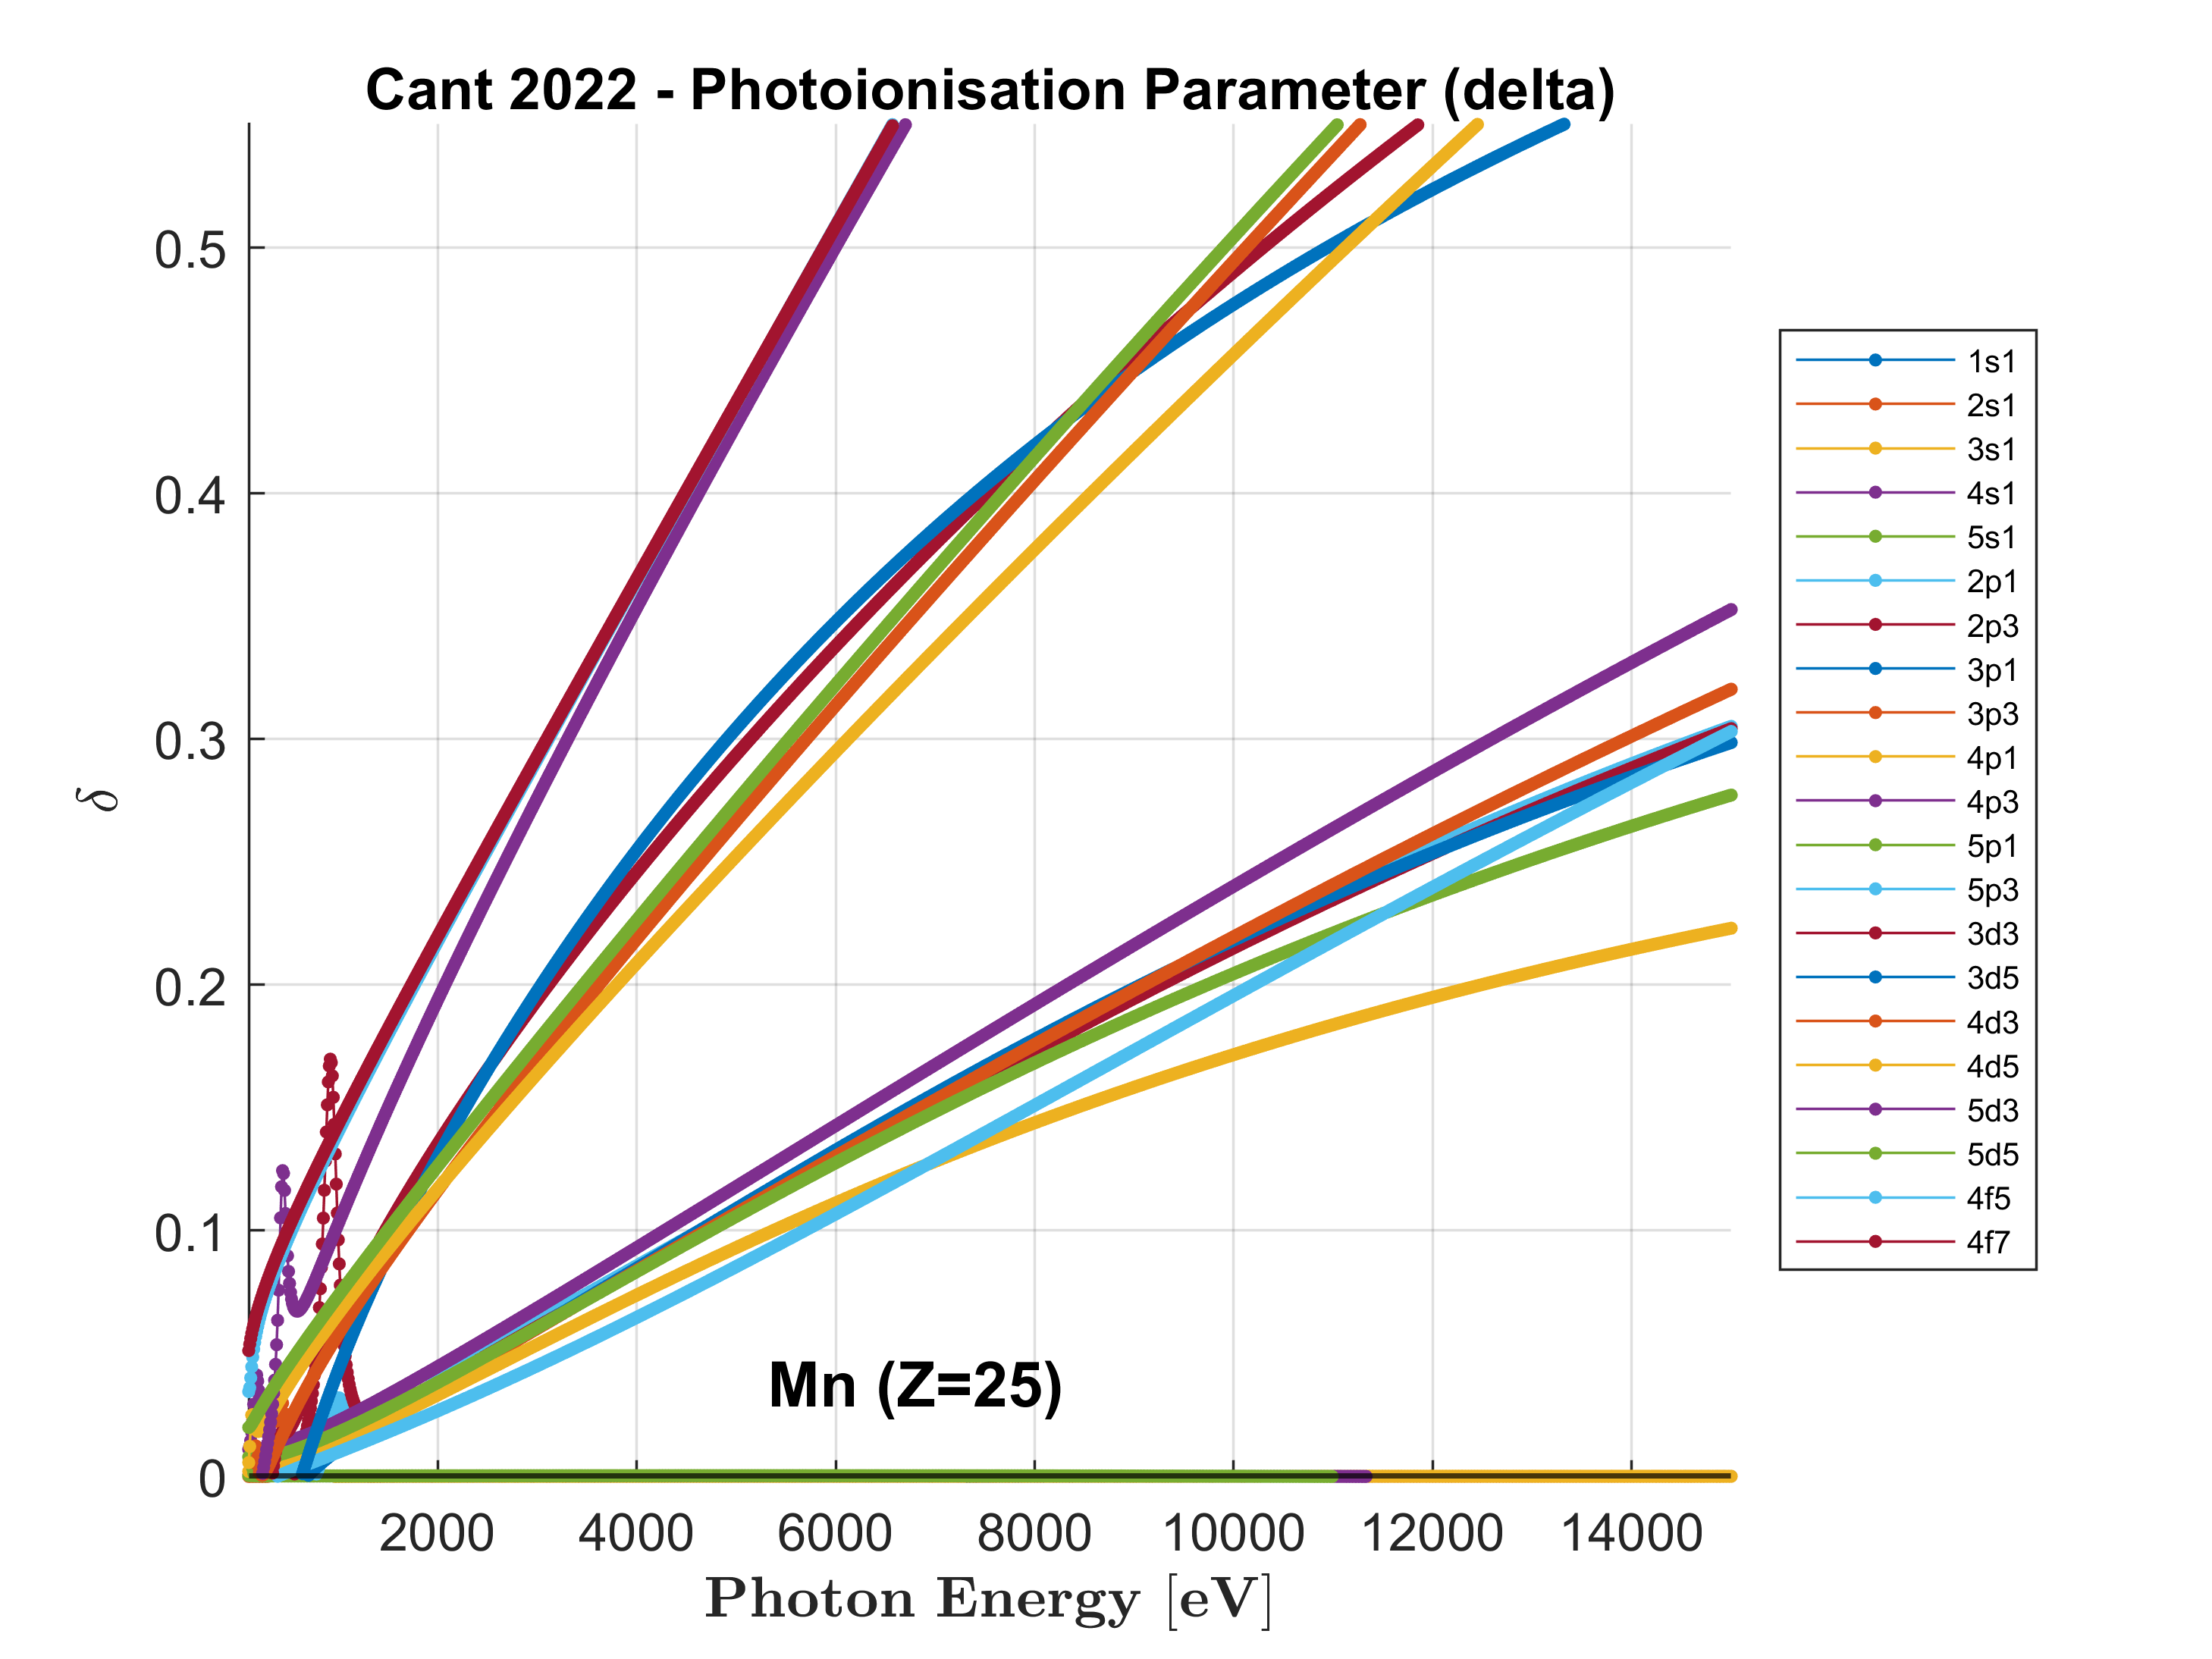 Cant 2022 - Photoionisation Parameter (delta)
0.5
0.4
0.3
0.2
0.1
0
δ
2000 4000 6000 8000 10000 12000 14000
Photon Energy [eV]
Mn (Z=25)
1s1
2s1
3s1
4s1
5s1
2p1
2p3
3p1
3p3
4p1
4p3
5p1
5p3
3d3
3d5
4d3
4d5
5d3
5d5
4f5
4f7